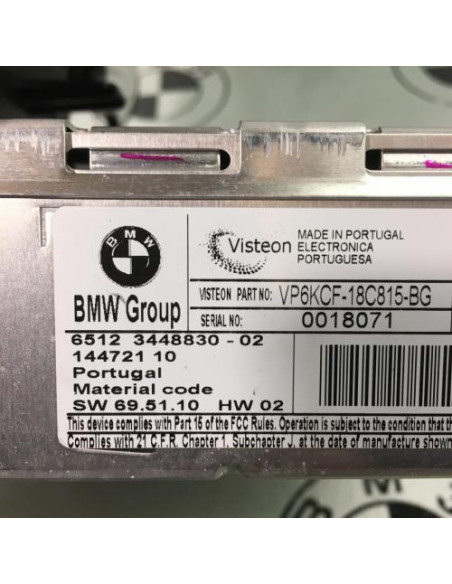 BMW
Visteon
MADE IN PORTUGAL
ELECTRONICA
PORTUGUESA
BMW Group
VISTEON PART NO: VP6KCF-18C815-BG
SERIAL NO: 0018071
6512 3448830 - 02
144721 10
Portugal
Material code
SW 69.51.10 HW 02
This device complies with Part 15 of the FCC Rules. Operation is subject to the condition that
Complies with 21 C.F.R. Chapter 1, Subchapter J, at the date of manufacture shown